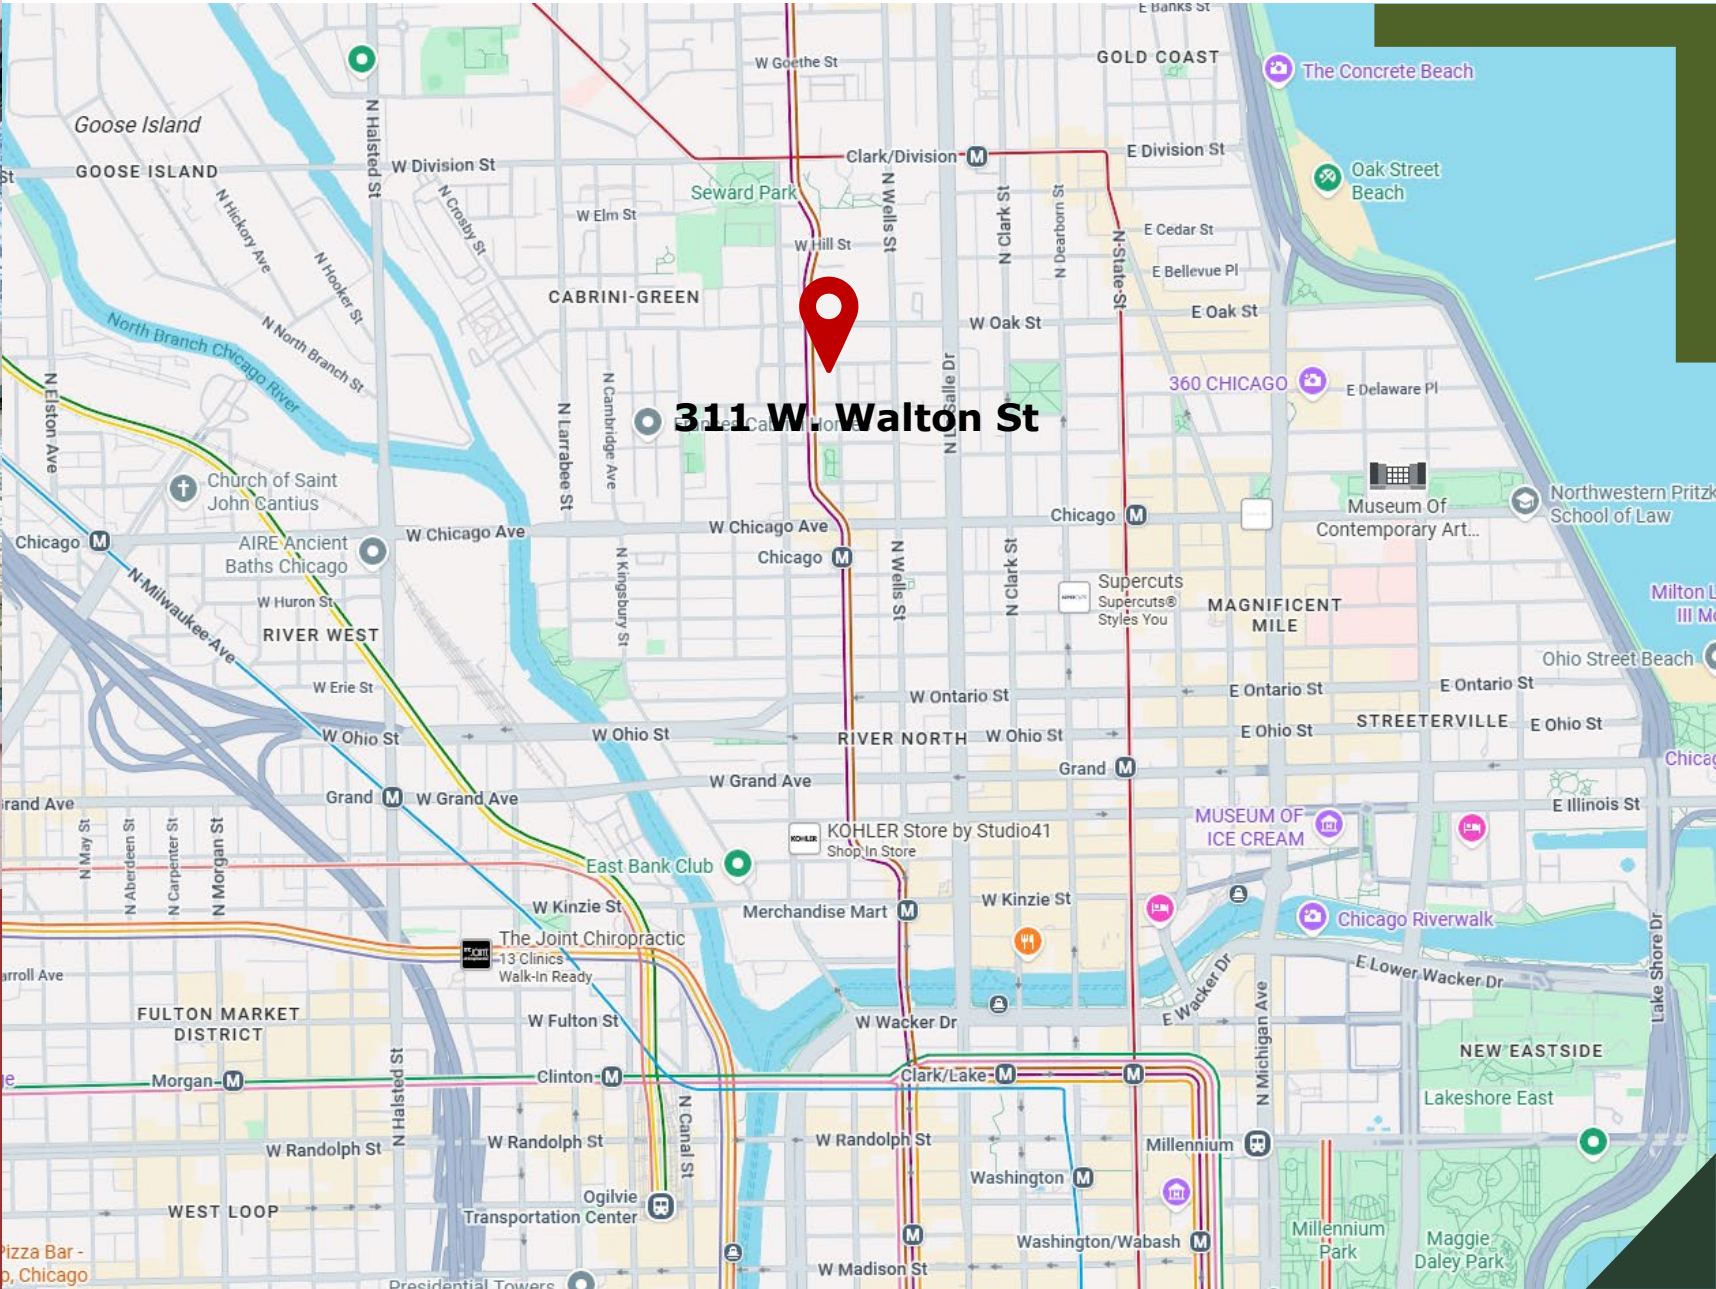 E Banks St
W Goethe St
GOLD COAST
The Concrete Beach
Goose Island
N Halsted St
GOOSE ISLAND
W Division St
Clark/Division
E Division St
Oak Street
Beach
St
N Hickory Ave
N Crosby St
Seward Park
N Wells St
N Clark St
N Dearborn St
W Elm St
E Cedar St
N Hooker St
W Hill St
N State St
E Bellevue Pl
CABRINI-GREEN
W Oak St
E Oak St
North Branch Chicago River
N North Branch St
N Elston Ave
N Larrabee St
N Cambridge Ave
360 CHICAGO
E Delaware Pl
311 W. Walton St
Church of Saint
John Cantius
Museum Of
Contemporary Art...
Northwestern Pritzk
School of Law
Chicago
AIRE Ancient
Baths Chicago
W Chicago Ave
W Chicago Ave
Chicago
Chicago
N Milwaukee Ave
N Kingsbury St
N Wells St
N Clark St
Supercuts
Supercuts®
Styles You
W Huron St
RIVER WEST
MAGNIFICENT
MILE
Milton L
Ohio Street Beach
W Erie St
W Ontario St
E Ontario St
E Ontario St
W Ohio St
W Ohio St
RIVER NORTH
W Ohio St
E Ohio St
STREETERVILLE
E Ohio St
Grand
W Grand Ave
W Grand Ave
Grand
rand Ave
E Illinois St
N May St
N Aberdeen St
N Carpenter St
N Morgan St
MUSEUM OF
ICE CREAM
KOHLER
KOHLER Store by Studio41
Shop In Store
East Bank Club
W Kinzie St
Merchandise Mart
W Kinzie St
Chicago Riverwalk
The Joint Chiropractic
13 Clinics
Walk-In Ready
arroll Ave
E Wacker Dr
E Lower Wacker Dr
Lake Shore Dr
FULTON MARKET
DISTRICT
W Fulton St
W Wacker Dr
N Michigan Ave
NEW EASTSIDE
Morgan
Clinton
Clark/Lake
N Halsted St
N Canal St
Lakeshore East
W Randolph St
W Randolph St
W Randolph St
Millennium
Washington
WEST LOOP
Ogilvie
Transportation Center
Washington/Wabash
Millennium
Park
Maggie
Daley Park
Pizza Bar -
o, Chicago
Presidential Towers
W Madison St